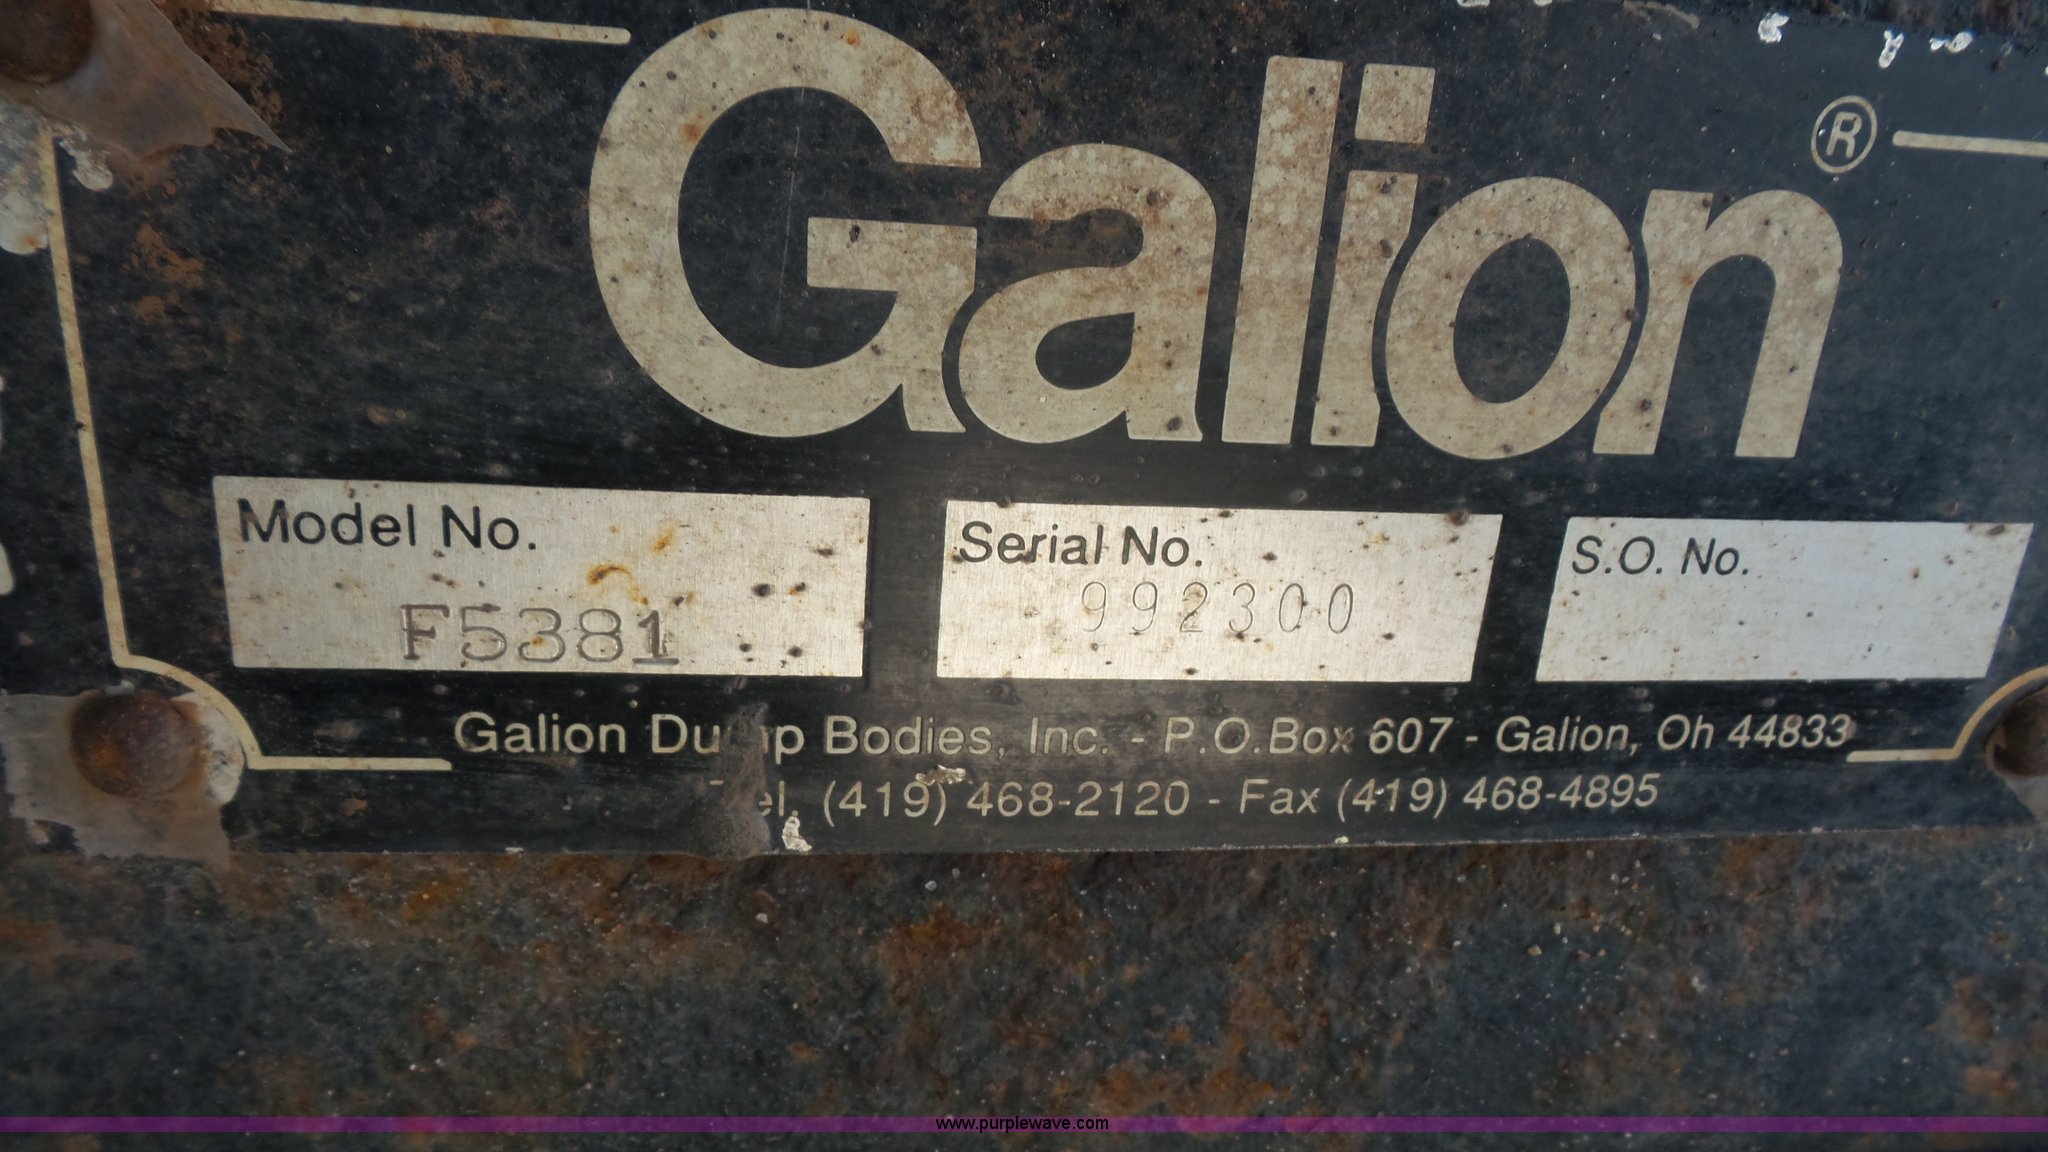 Galion®
Model No.
F5381
Serial No.
992300
S.O. No.
Galion Dump Bodies, Inc. - P.O.Box 607 - Galion, Oh 44833
Tel. (419) 468-2120 - Fax (419) 468-4895
www.purplewave.com